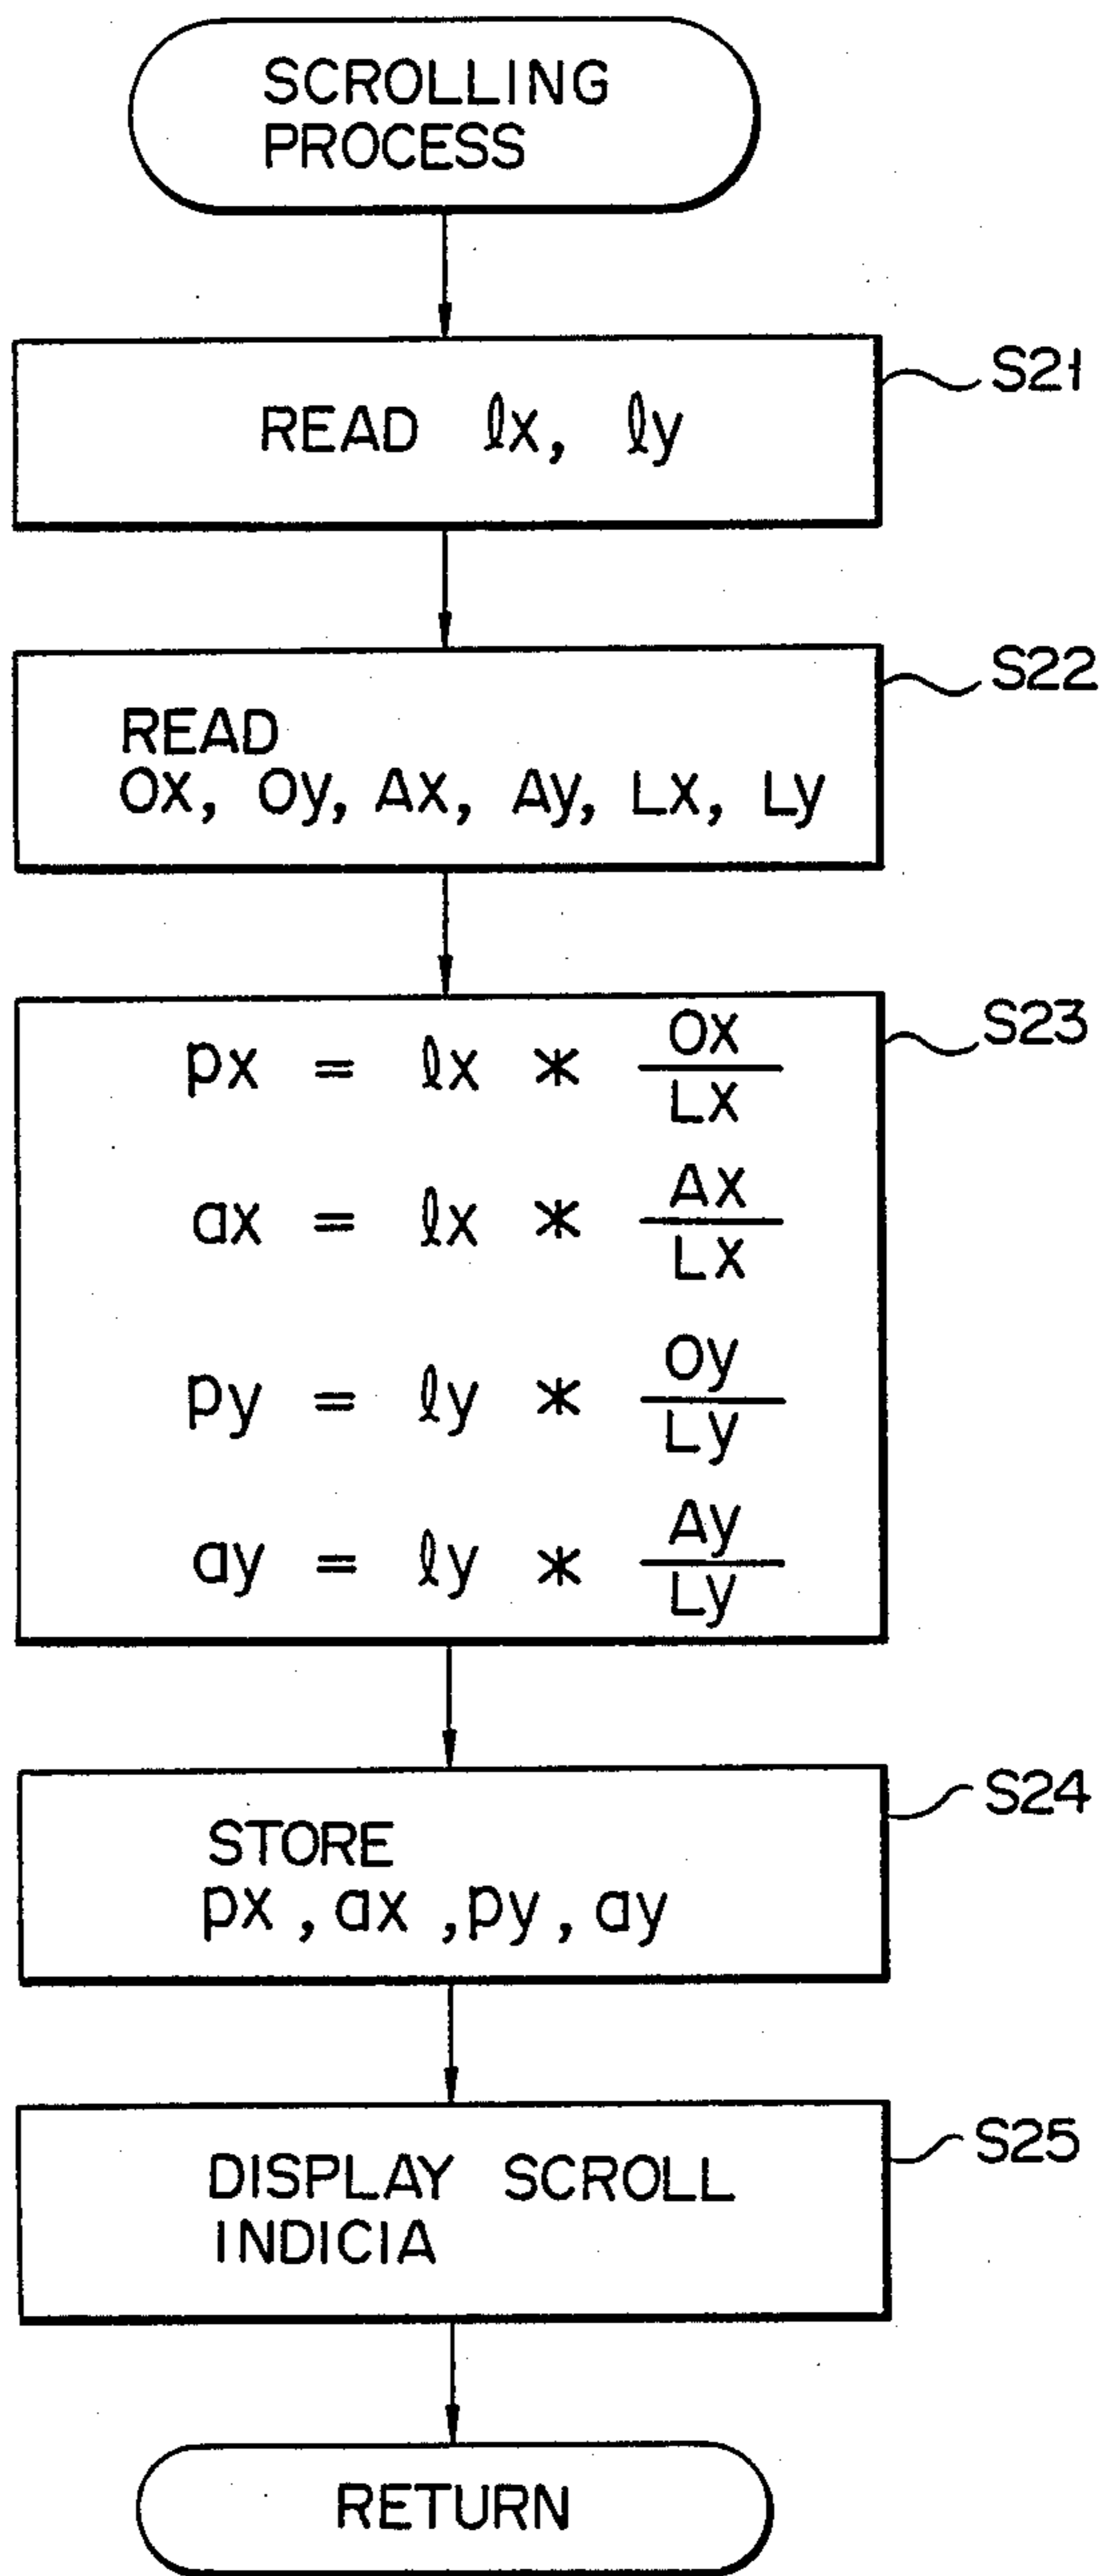 SCROLLING
PROCESS
READ ℓx, ℓy
S21
READ
Ox, Oy, Ax, Ay, Lx, Ly
S22
px = ℓx * Ox/Lx
S23
ax = ℓx * Ax/Lx
py = ℓy * Oy/Ly
ay = ℓy * Ay/Ly
STORE
px, ax, py, ay
S24
DISPLAY SCROLL
INDICIA
S25
RETURN